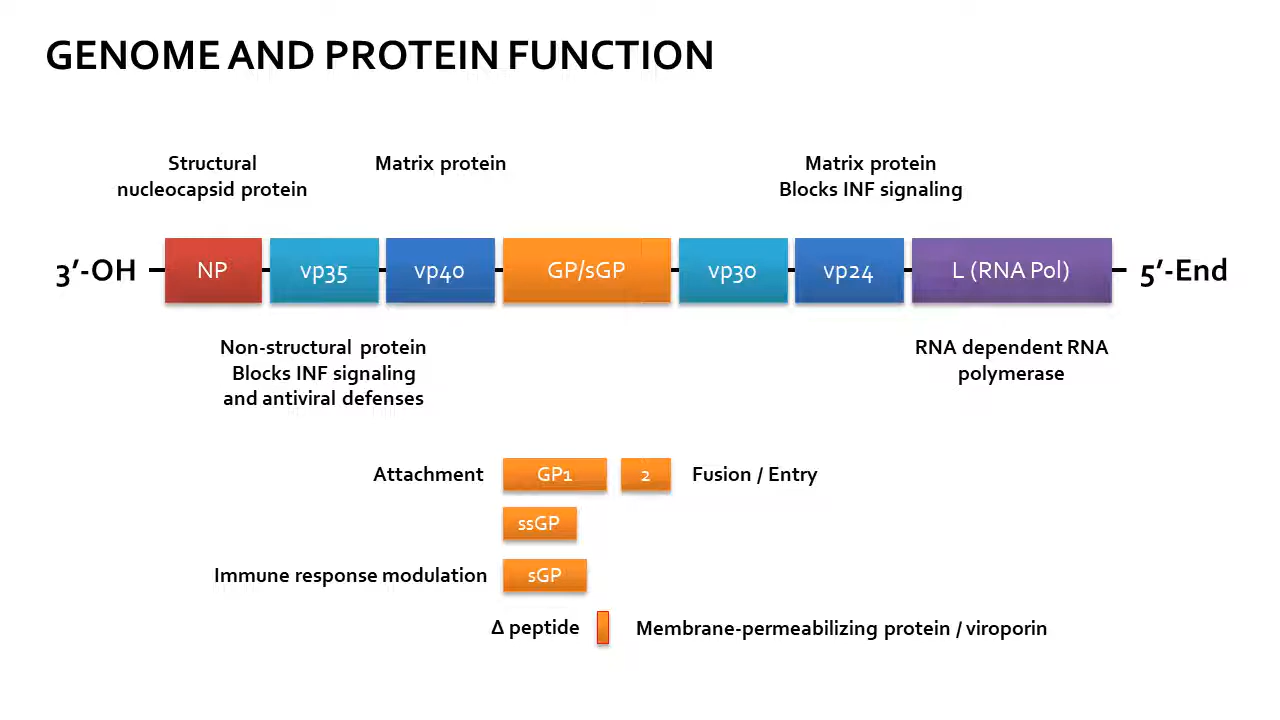 GENOME AND PROTEIN FUNCTION
Structural
nucleocapsid protein
Matrix protein
Matrix protein
Blocks INF signaling
3’-OH
NP
vp35
vp40
GP/sGP
vp30
vp24
L (RNA Pol)
5’-End
Non-structural protein
Blocks INF signaling
and antiviral defenses
RNA dependent RNA
polymerase
Attachment
GP1
2
Fusion / Entry
ssGP
Immune response modulation
sGP
Δ peptide
Membrane-permeabilizing protein / viroporin